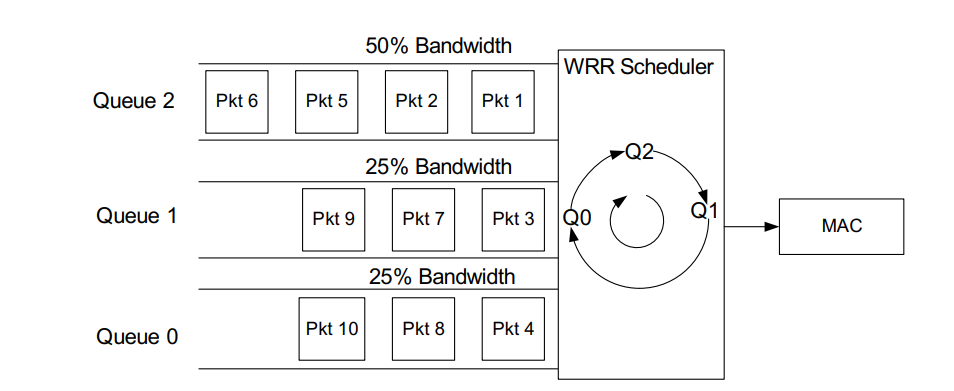 50% Bandwidth
WRR Scheduler
Queue 2
Pkt 6
Pkt 5
Pkt 2
Pkt 1
25% Bandwidth
Q2
Queue 1
Pkt 9
Pkt 7
Pkt 3
Q0
Q1
MAC
25% Bandwidth
Queue 0
Pkt 10
Pkt 8
Pkt 4